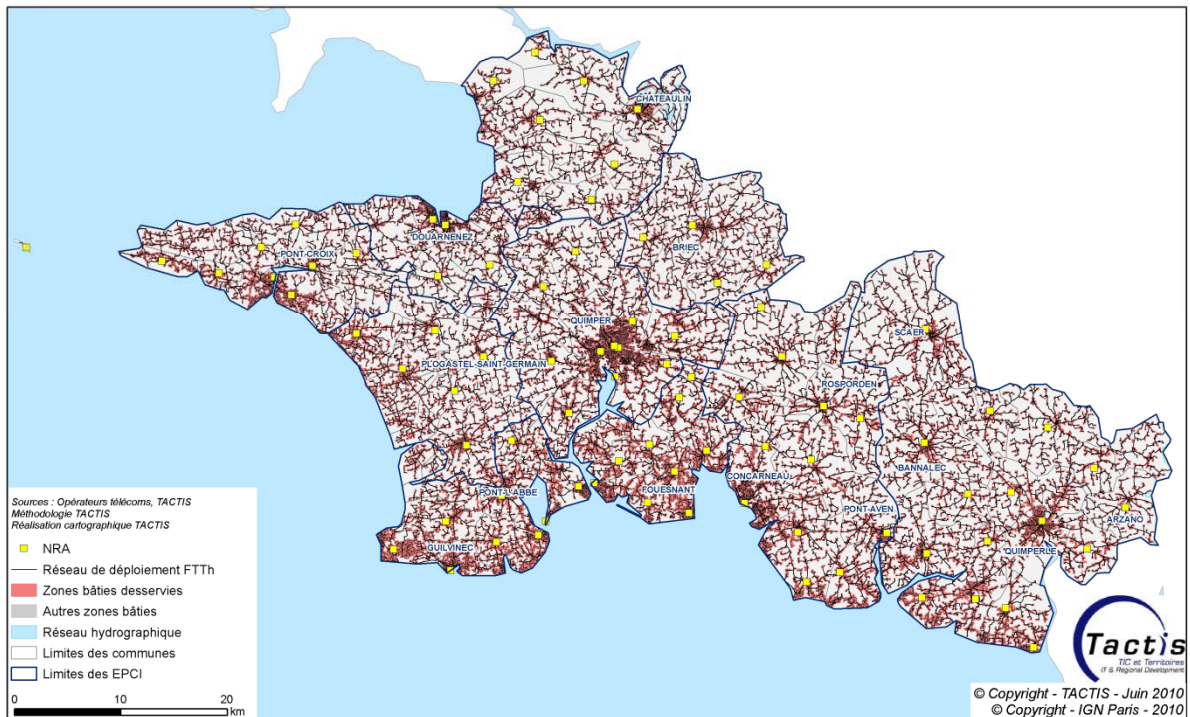 CHATEAULIN
DOUARNENEZ
PONT-CROIX
BRIEC
QUIMPER
SCAER
PLOGASTEL-SAINT-GERMAIN
ROSPORDEN
BANNALEC
CONCARNEAU
FOUESNANT
PONT-L'ABBE
PONT-AVEN
ARZANO
GUILVINEC
QUIMPERLE
Sources : Opérateurs télécoms, TACTIS
Méthodologie TACTIS
Réalisation cartographique TACTIS
NRA
Réseau de déploiement FTTh
Zones bâties desservies
Autres zones bâties
Réseau hydrographique
Limites des communes
Limites des EPCI
0 10 20
km
Tactis
TIC et Territoires
IT & Regional Development
© Copyright - TACTIS - Juin 2010
© Copyright - IGN Paris - 2010